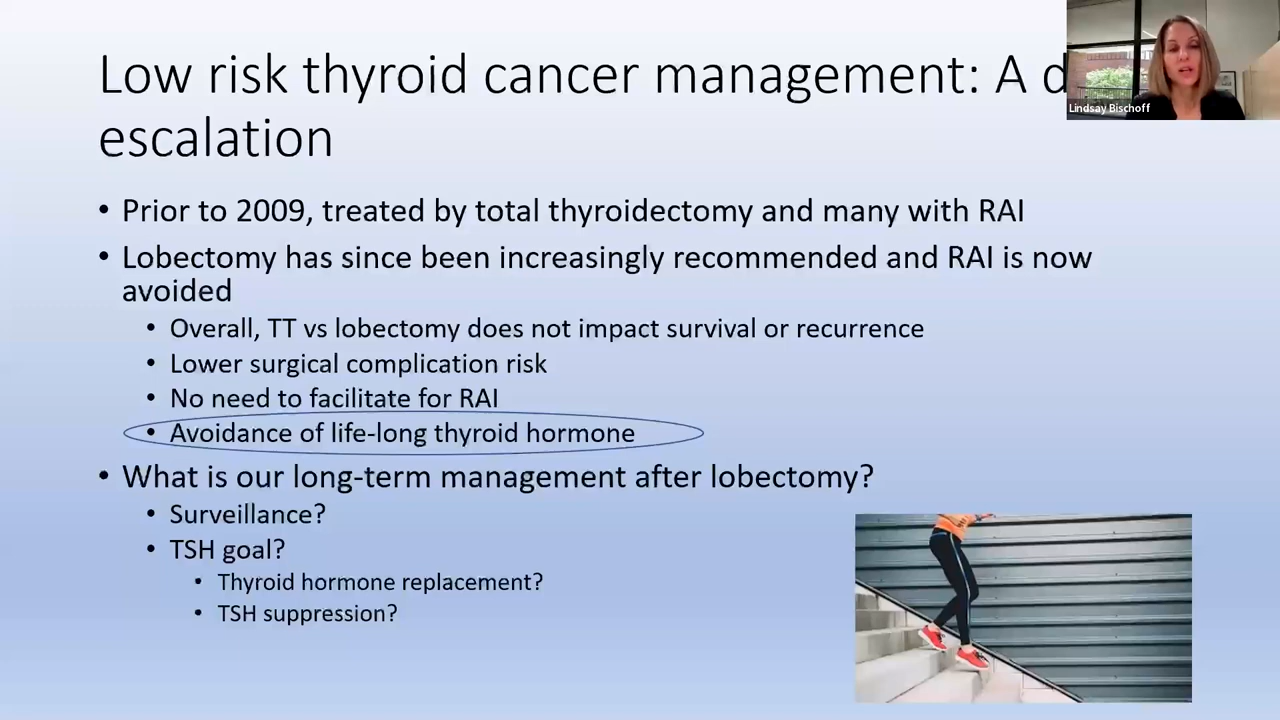 Low risk thyroid cancer management: A d
escalation
Lindsay Bischoff
• Prior to 2009, treated by total thyroidectomy and many with RAI
• Lobectomy has since been increasingly recommended and RAI is now
avoided
• Overall, TT vs lobectomy does not impact survival or recurrence
• Lower surgical complication risk
• No need to facilitate for RAI
• Avoidance of life-long thyroid hormone
• What is our long-term management after lobectomy?
• Surveillance?
• TSH goal?
• Thyroid hormone replacement?
• TSH suppression?